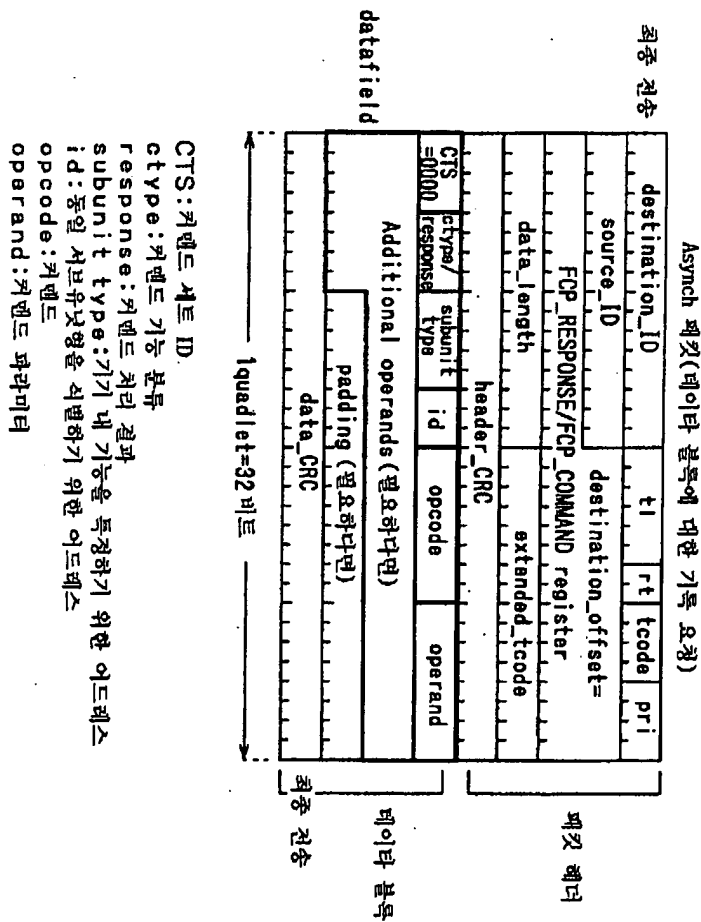 Asynch 패킷(데이터 블록에 대한 기록 요청)
최종 전송
destination_ID tl rt tcode pri
source_ID destination_offset=
FCP_RESPONSE/FCP_COMMAND register
data_length extended_tcode
header_CRC
패킷 헤더
datafield
CTS =0000 ctype/ response subunit type id opcode operand
Additional operands(필요하다면)
padding(필요하다면)
data_CRC
데이타 블록
최종 전송
1quadlet=32 비트
CTS:커맨드 세트 ID
ctype:커맨드 기능 분류
response:커맨드 처리 결과
subunit type:기기 내 기능을 특정하기 위한 어드레스
id:동일 서브유닛형을 식별하기 위한 어드레스
opcode:커맨드
operand:커맨드 파라미터